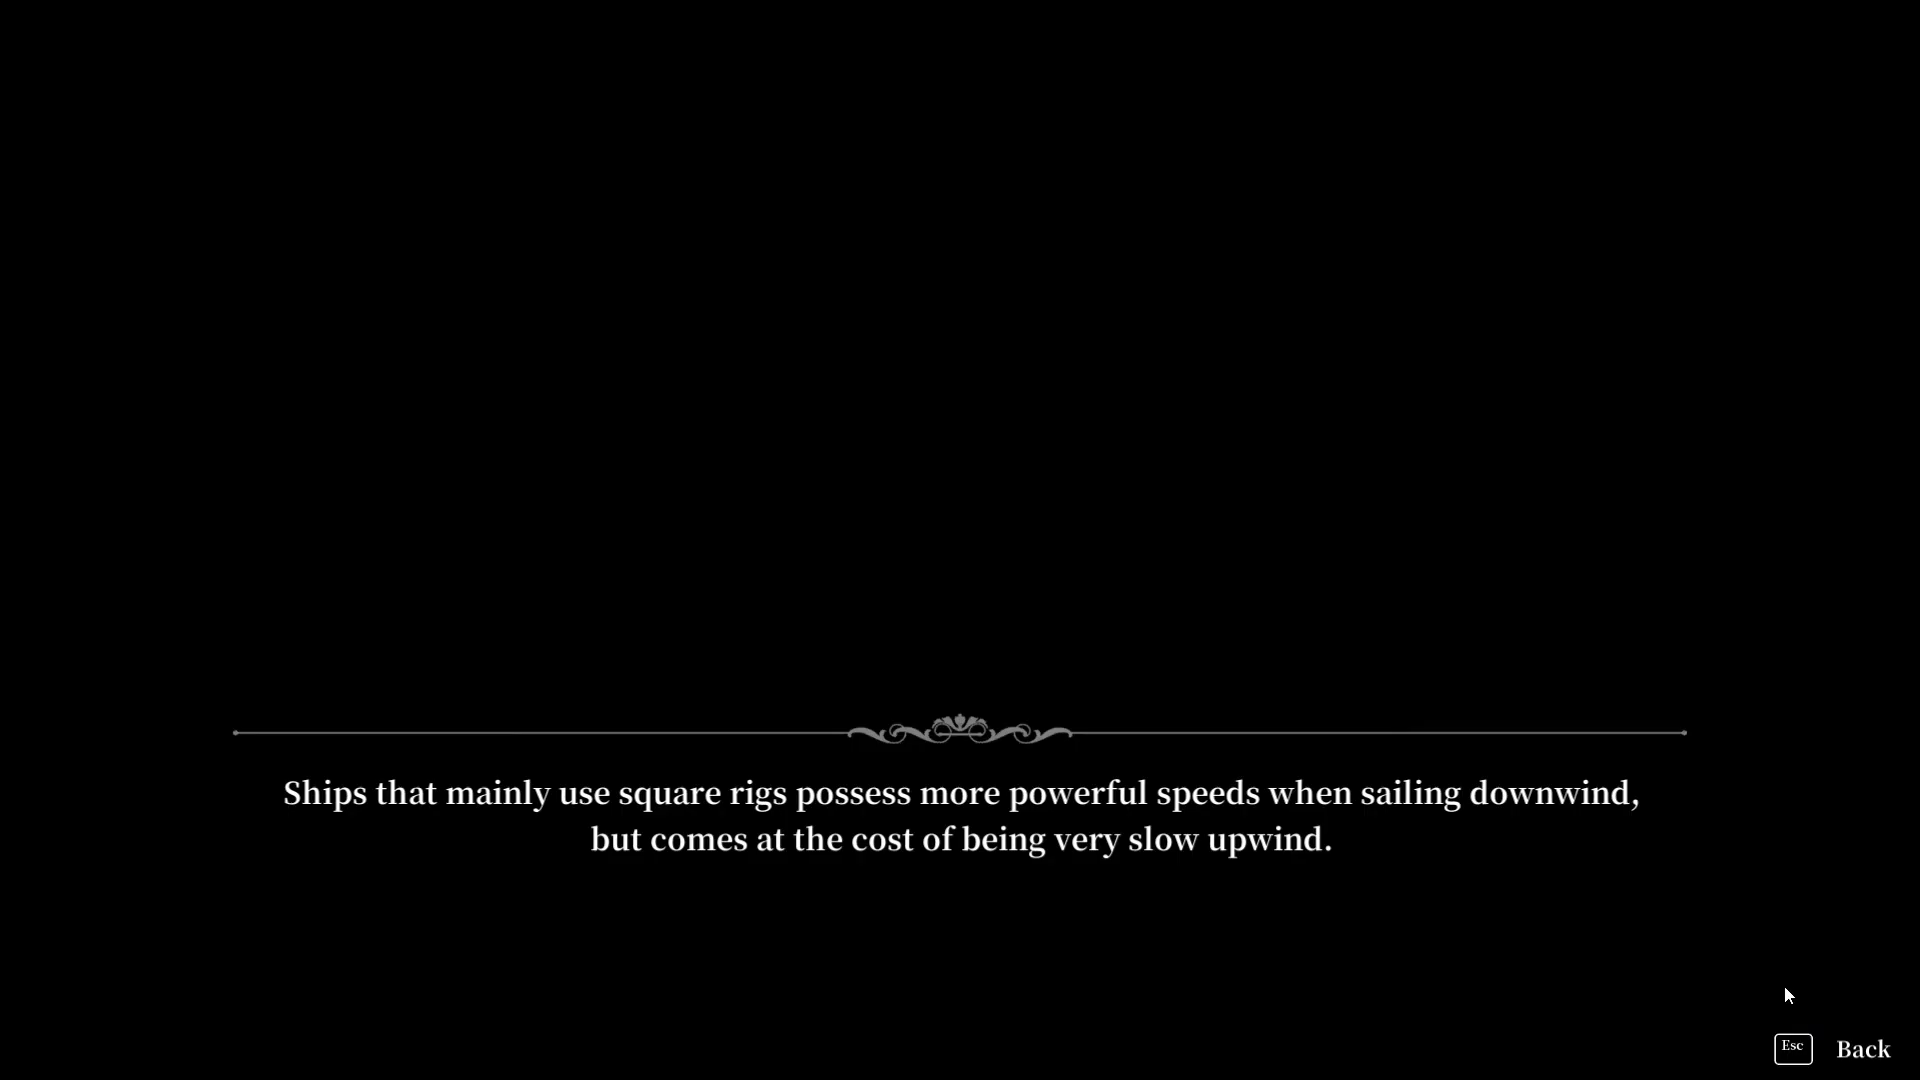 Ships that mainly use square rigs possess more powerful speeds when sailing downwind,
but comes at the cost of being very slow upwind.
Esc Back